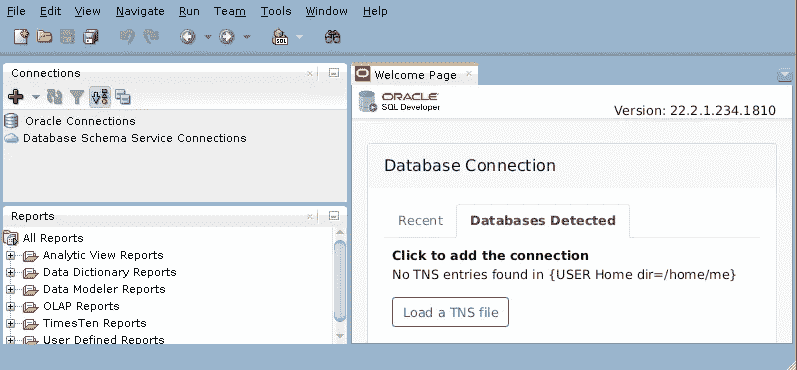 File Edit View Navigate Run Team Tools Window Help
SQL
Connections
Oracle Connections
Database Schema Service Connections
Reports
All Reports
Analytic View Reports
Data Dictionary Reports
Data Modeler Reports
OLAP Reports
TimesTen Reports
User Defined Reports
Welcome Page
ORACLE
SQL Developer
Version: 22.2.1.234.1810
Database Connection
Recent Databases Detected
Click to add the connection
No TNS entries found in {USER Home dir=/home/me}
Load a TNS file